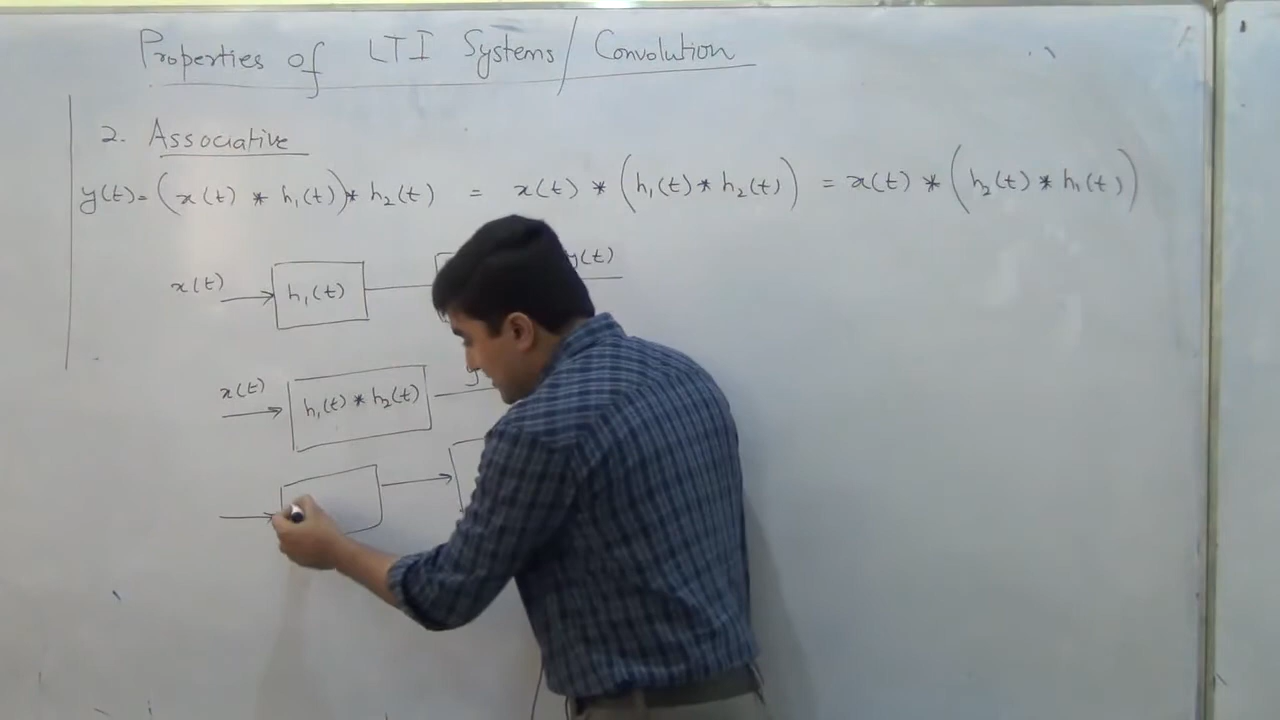 Properties of LTI Systems / Convolution
2. Associative
y(t) = (x(t) * h₁(t)) * h₂(t) = x(t) * (h₁(t) * h₂(t)) = x(t) * (h₂(t) * h₁(t))
x(t) h₁(t) y(t)
x(t) h₁(t) * h₂(t)